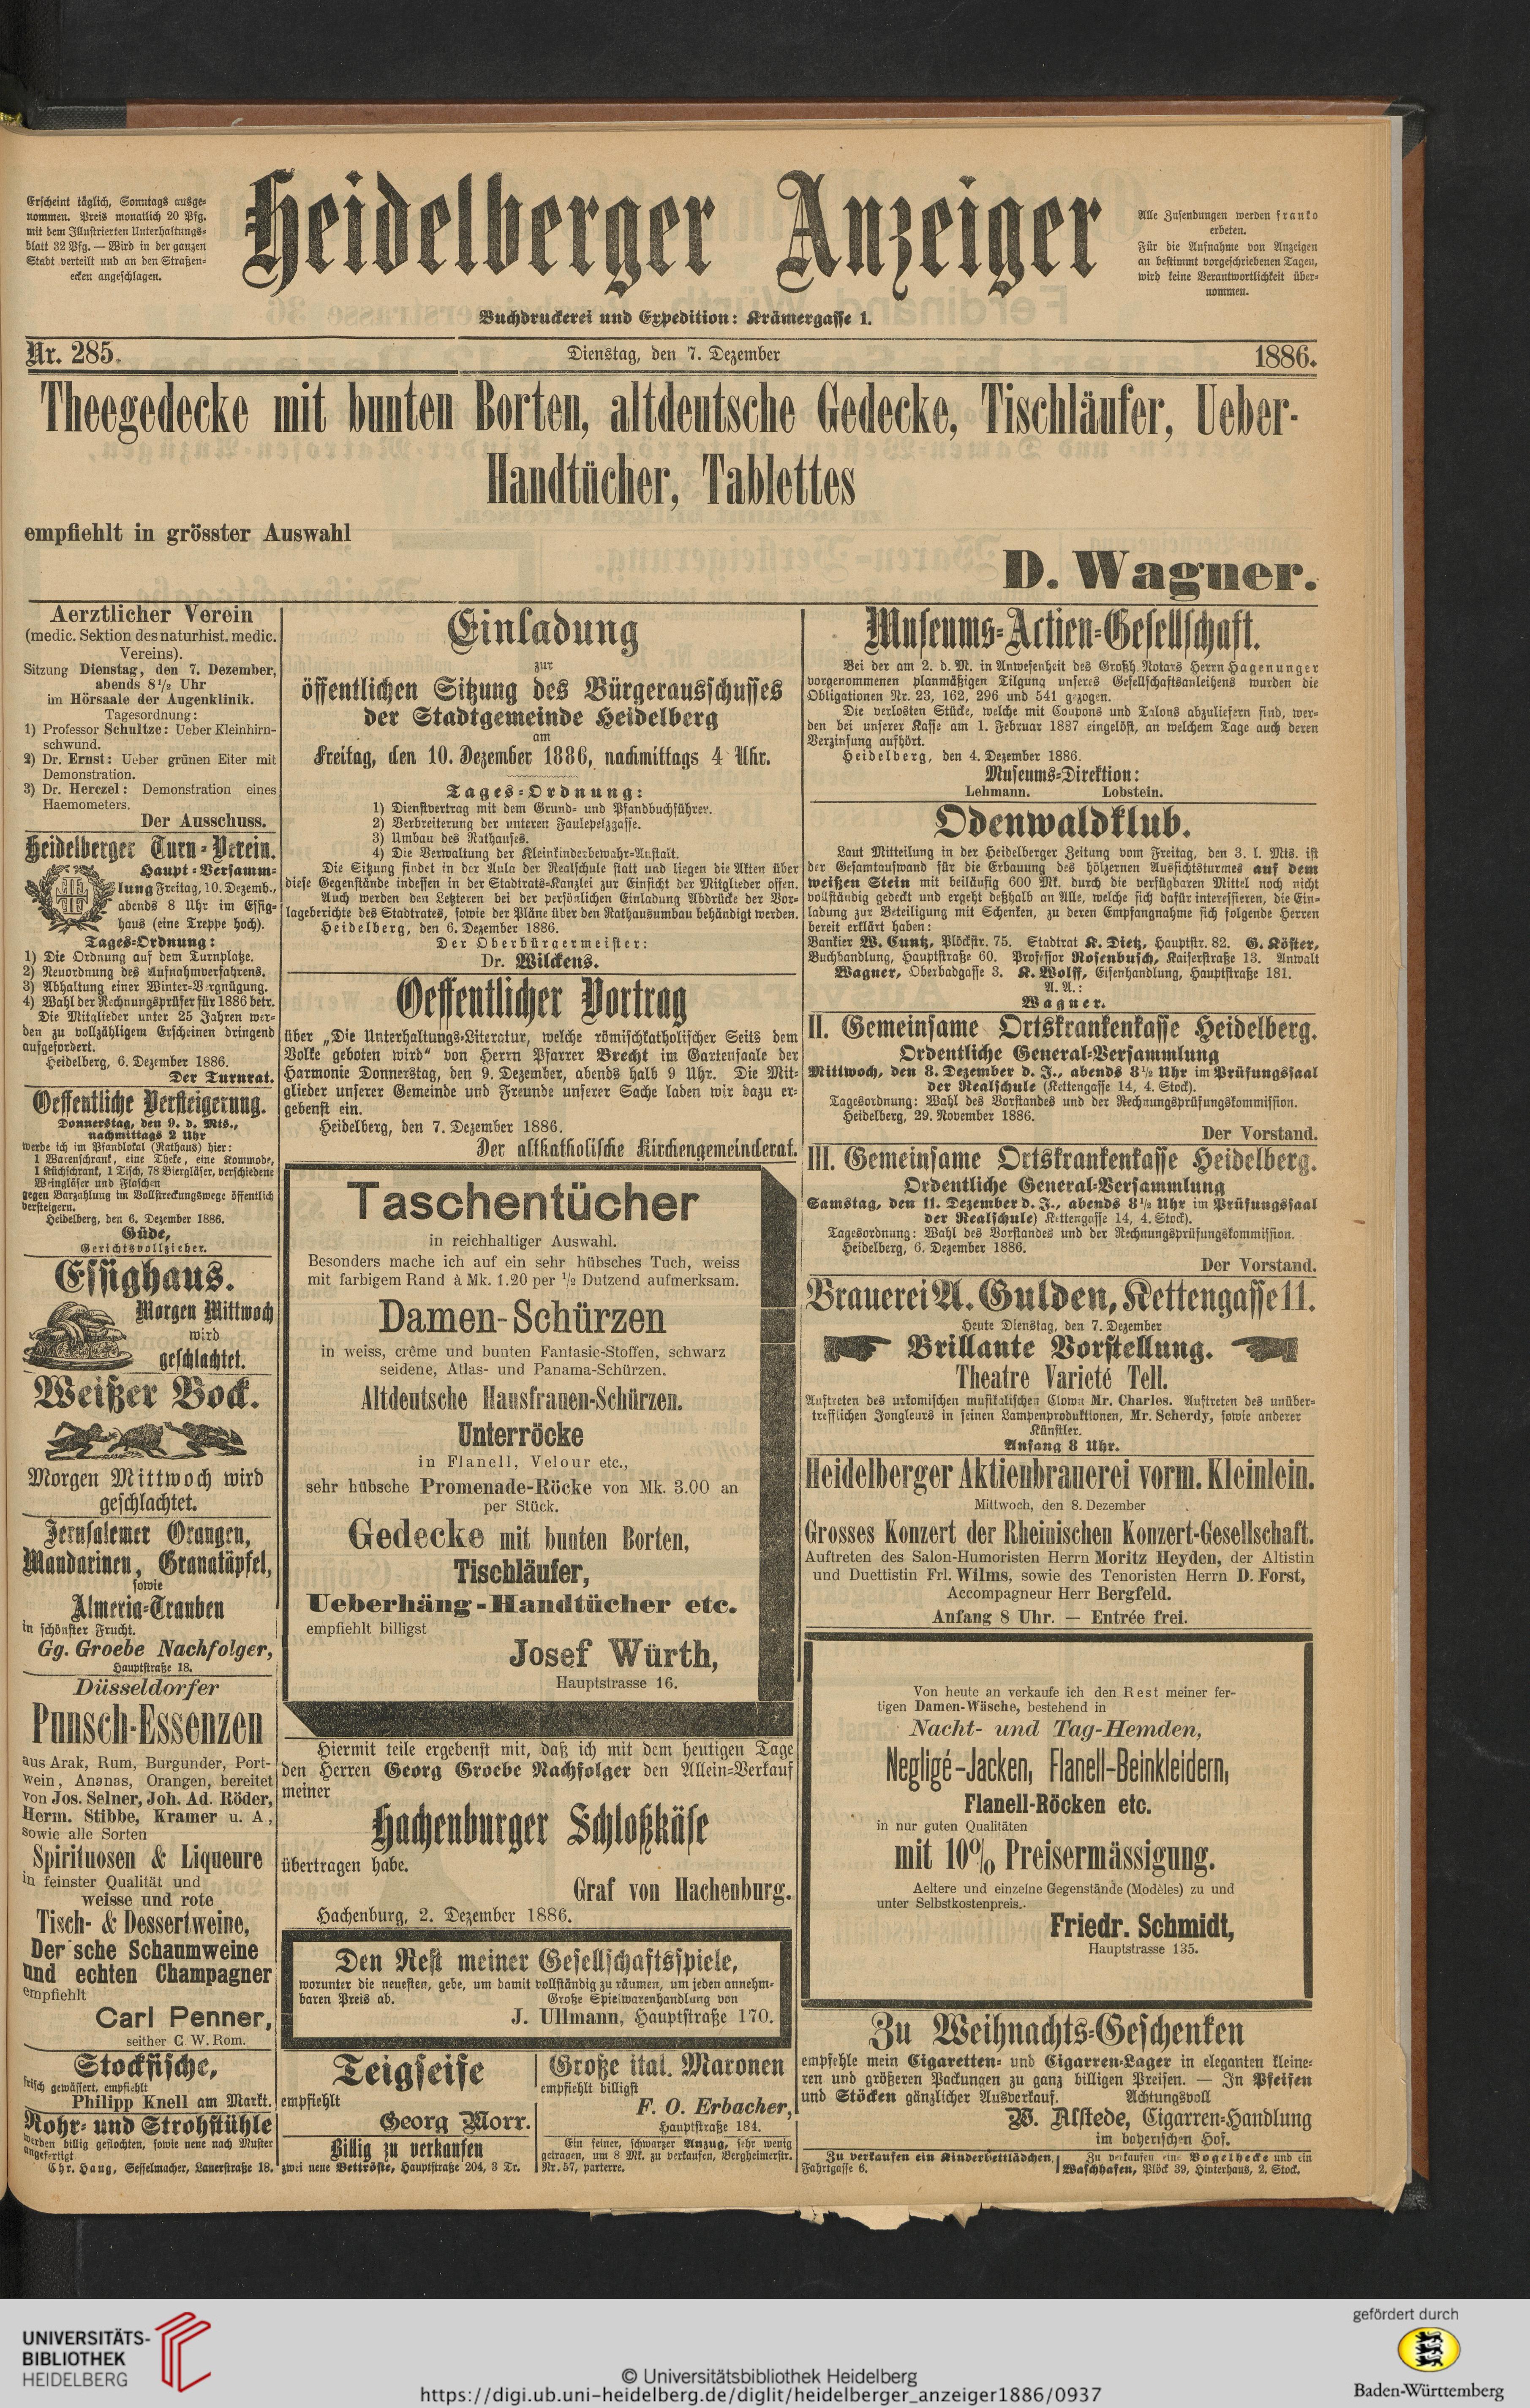 Erscheint täglich, Sonntags ausge-
nommen. Preis monatlich 20 Pfg.
mit dem Illustrierten Unterhaltungs-
blatt 32 Pfg. — Wird in der ganzen
Stadt verteilt und an den Straßen-
ecken angeschlagen.
Heidelberger Anzeiger
Alle Zusendungen werden franko
erbeten.
Für die Aufnahme von Anzeigen
an bestimmt vorgeschriebenen Tagen,
wird keine Verantwortlichkeit über-
nommen.
Buchdruckerei und Expedition: Krämergasse 1.
Nr. 285. Dienstag, den 7. Dezember 1886.
Theegedecke mit bunten Borten, altdeutsche Gedecke, Tischläufer, Ueber-
Handtücher, Tablettes
empfiehlt in grösster Auswahl
D. Wagner.
Aerztlicher Verein
(medic. Sektion des naturhist. medic.
Vereins).
Sitzung Dienstag, den 7. Dezember,
abends 8½ Uhr
im Hörsaale der Augenklinik.
Tagesordnung:
1) Professor Schultze: Ueber Kleinhirn-
schwund.
2) Dr. Ernst: Ueber grünen Eiter mit
Demonstration.
3) Dr. Herczel: Demonstration eines
Haemometers.
Der Ausschuss.
Heidelberger Turn-Verein.
Haupt-Versamm-
lung Freitag, 10. Dezemb.,
abends 8 Uhr im Essig-
haus (eine Treppe hoch).
Tages-Ordnung:
1) Die Ordnung auf dem Turnplatze.
2) Neuordnung des Aufnahmverfahrens.
3) Abhaltung einer Winter-Vergnügung.
4) Wahl der Rechnungsprüfer für 1886 betr.
Die Mitglieder unter 25 Jahren wer-
den zu vollzähligem Erscheinen dringend
aufgefordert.
Heidelberg, 6. Dezember 1886.
Der Turnrat.
Oeffentliche Versteigerung.
Donnerstag, den 9. d. Mts.,
nachmittags 2 Uhr
werde ich im Pfandlokal (Rathaus) hier:
1 Warenschrank, eine Theke, eine Kommode,
1 Küchschrank, 1 Tisch, 78 Biergläser, verschiedene
Weingläser und Flaschen
gegen Barzahlung im Vollstreckungswege öffentlich
versteigern.
Heidelberg, den 6. Dezember 1886.
Güde,
Gerichtsvollzieher.
Essighaus.
Morgen Mittwoch
wird
geschlachtet.
Weißer Bock.
Morgen Mittwoch wird
geschlachtet.
Jerusalemer Orangen,
Mandarinen, Granatäpfel,
sowie
Almeria-Trauben
in schönster Frucht.
Gg. Groebe Nachfolger,
Hauptstraße 18.
Düsseldorfer
Punsch-Essenzen
aus Arak, Rum, Burgunder, Port-
wein, Ananas, Orangen, bereitet
von Jos. Selner, Joh. Ad. Röder,
Herm. Stibbe, Kramer u. A,
sowie alle Sorten
Spirituosen & Liqueure
in feinster Qualität und
weisse und rote
Tisch- & Dessertweine,
Der'sche Schaumweine
und echten Champagner
empfiehlt
Carl Penner,
seither C W. Rom.
Stockfische,
frisch gewässert, empfiehlt
Philipp Knell am Markt.
Rohr- und Strohstühle
werden billig geflochten, sowie neue nach Muster
angefertigt
Chr. Haug, Sesselmacher, Lauerstraße 18.
Einladung
zur
öffentlichen Sitzung des Bürgerausschusses
der Stadtgemeinde Heidelberg
am
Freitag, den 10. Dezember 1886, nachmittags 4 Uhr.
Tages-Ordnung:
1) Dienstvertrag mit dem Grund- und Pfandbuchführer.
2) Verbreiterung der unteren Faulepelzgasse.
3) Umbau des Rathauses.
4) Die Verwaltung der Kleinkinderbewahr-Anstalt.
Die Sitzung findet in der Aula der Realschule statt und liegen die Akten über
diese Gegenstände indessen in der Stadtrats-Kanzlei zur Einsicht der Mitglieder offen.
Auch werden den Letzteren bei der persönlichen Einladung Abdrücke der Vor-
lageberichte des Stadtrates, sowie der Pläne über den Rathausumbau behändigt werden.
Heidelberg, den 6. Dezember 1886.
Der Oberbürgermeister:
Dr. Wilckens.
Oeffentlicher Vortrag
über „Die Unterhaltungs-Literatur, welche römischkatholischer Seits dem
Volke geboten wird“ von Herrn Pfarrer Brecht im Gartensaale der
Harmonie Donnerstag, den 9. Dezember, abends halb 9 Uhr. Die Mit-
glieder unserer Gemeinde und Freunde unserer Sache laden wir dazu er-
gebenst ein.
Heidelberg, den 7. Dezember 1886.
Der altkatholische Kirchengemeinderat.
Taschentücher
in reichhaltiger Auswahl.
Besonders mache ich auf ein sehr hübsches Tuch, weiss
mit farbigem Rand à Mk. 1.20 per ½ Dutzend aufmerksam.
Damen-Schürzen
in weiss, crême und bunten Fantasie-Stoffen, schwarz
seidene, Atlas- und Panama-Schürzen.
Altdeutsche Hausfrauen-Schürzen.
Unterröcke
in Flanell, Velour etc.,
sehr hübsche Promenade-Röcke von Mk. 3.00 an
per Stück.
Gedecke mit bunten Borten,
Tischläufer,
Ueberhäng-Handtücher etc.
empfiehlt billigst
Josef Würth,
Hauptstrasse 16.
Hiermit teile ergebenst mit, daß ich mit dem heutigen Tage
den Herren Georg Groebe Nachfolger den Allein-Verkauf
meiner
Hachenburger Schloßkäse
übertragen habe.
Graf von Hachenburg.
Hachenburg, 2. Dezember 1886.
Den Rest meiner Gesellschaftsspiele,
worunter die neuesten, gebe, um damit vollständig zu räumen, um jeden annehm-
baren Preis ab. Große Spielwarenhandlung von
J. Ullmann, Hauptstraße 170.
Teigseife
empfiehlt
Georg Morr.
Billig zu verkaufen
zwei neue Bettröste, Hauptstraße 204, 3 Tr.
Große ital. Maronen
empfiehlt billigst
F. O. Erbacher,
Hauptstraße 184.
Ein feiner, schwarzer Anzug, sehr wenig
getragen, um 8 Mk. zu verkaufen, Bergheimerstr.
Nr. 57, parterre.
Museums-Actien-Gesellschaft.
Bei der am 2. d. M. in Anwesenheit des Großh. Notars Herrn Hagenunger
vorgenommenen planmäßigen Tilgung unseres Gesellschaftsanleihens wurden die
Obligationen Nr. 23, 162, 296 und 541 gezogen.
Die verlosten Stücke, welche mit Coupons und Talons abzuliefern sind, wer-
den bei unserer Kasse am 1. Februar 1887 eingelöst, an welchem Tage auch deren
Verzinsung aufhört.
Heidelberg, den 4. Dezember 1886.
Museums-Direktion:
Lehmann. Lobstein.
Odenwaldklub.
Laut Mitteilung in der Heidelberger Zeitung vom Freitag, den 3. l. Mts. ist
der Gesamtaufwand für die Erbauung des hölzernen Aussichtsturmes auf dem
weißen Stein mit beiläufig 600 Mk. durch die verfügbaren Mittel noch nicht
vollständig gedeckt und ergeht deßhalb an Alle, welche sich dafür interessieren, die Ein-
ladung zur Beteiligung mit Schenken, zu deren Empfangnahme sich folgende Herren
bereit erklärt haben:
Bankier W. Cuntz, Plöckstr. 75. Stadtrat K. Dietz, Hauptstr. 82. G. Köster,
Buchhandlung, Hauptstraße 60. Professor Rosenbusch, Kaiserstraße 13. Anwalt
Wagner, Oberbadgasse 3. K. Wolff, Eisenhandlung, Hauptstraße 181.
A. A.:
Wagner.
II. Gemeinsame Ortskrankenkasse Heidelberg.
Ordentliche General-Versammlung
Mittwoch, den 8. Dezember d. J., abends 8½ Uhr im Prüfungssaal
der Realschule (Kettengasse 14, 4. Stock).
Tagesordnung: Wahl des Vorstandes und der Rechnungsprüfungskommission.
Heidelberg, 29. November 1886.
Der Vorstand.
III. Gemeinsame Ortskrankenkasse Heidelberg.
Ordentliche General-Versammlung
Samstag, den 11. Dezember d. J., abends 8½ Uhr im Prüfungssaal
der Realschule) Kettengasse 14, 4. Stock).
Tagesordnung: Wahl des Vorstandes und der Rechnungsprüfungskommission.
Heidelberg, 6. Dezember 1886.
Der Vorstand.
Brauerei A. Gulden, Kettengasse 11.
Heute Dienstag, den 7. Dezember
Brillante Vorstellung.
Theatre Varieté Tell.
Auftreten des urkomischen musikalischen Clown Mr. Charles. Auftreten des unüber-
trefflichen Jongleurs in seinen Lampenproduktionen, Mr. Scherdy, sowie anderer
Künstler.
Anfang 8 Uhr.
Heidelberger Aktienbrauerei vorm. Kleinlein.
Mittwoch, den 8. Dezember
Grosses Konzert der Rheinischen Konzert-Gesellschaft.
Auftreten des Salon-Humoristen Herrn Moritz Heyden, der Altistin
und Duettistin Frl. Wilms, sowie des Tenoristen Herrn D. Forst,
Accompagneur Herr Bergfeld.
Anfang 8 Uhr. — Entrée frei.
Von heute an verkaufe ich den Rest meiner fer-
tigen Damen-Wäsche, bestehend in
Nacht- und Tag-Hemden,
Negligé-Jacken, Flanell-Beinkleidern,
Flanell-Röcken etc.
in nur guten Qualitäten
mit 10% Preisermässigung.
Aeltere und einzelne Gegenstände (Modèles) zu und
unter Selbstkostenpreis.
Friedr. Schmidt,
Hauptstrasse 135.
Zu Weihnachts-Geschenken
empfehle mein Cigaretten- und Cigarren-Lager in eleganten kleine-
ren und größeren Packungen zu ganz billigen Preisen. — In Pfeifen
und Stöcken gänzlicher Ausverkauf. Achtungsvoll
W. Alstede, Cigarren-Handlung
im bayerischen Hof.
Zu verkaufen ein Kinderbettlädchen,
Fahrtgasse 6.
Zu verkaufen eine Vogelhecke und ein
Waschhafen, Plöck 39, Hinterhaus, 2. Stock.
UNIVERSITÄTS-
BIBLIOTHEK
HEIDELBERG
© Universitätsbibliothek Heidelberg
https://digi.ub.uni-heidelberg.de/diglit/heidelberger_anzeiger1886/0937
gefördert durch
Baden-Württemberg